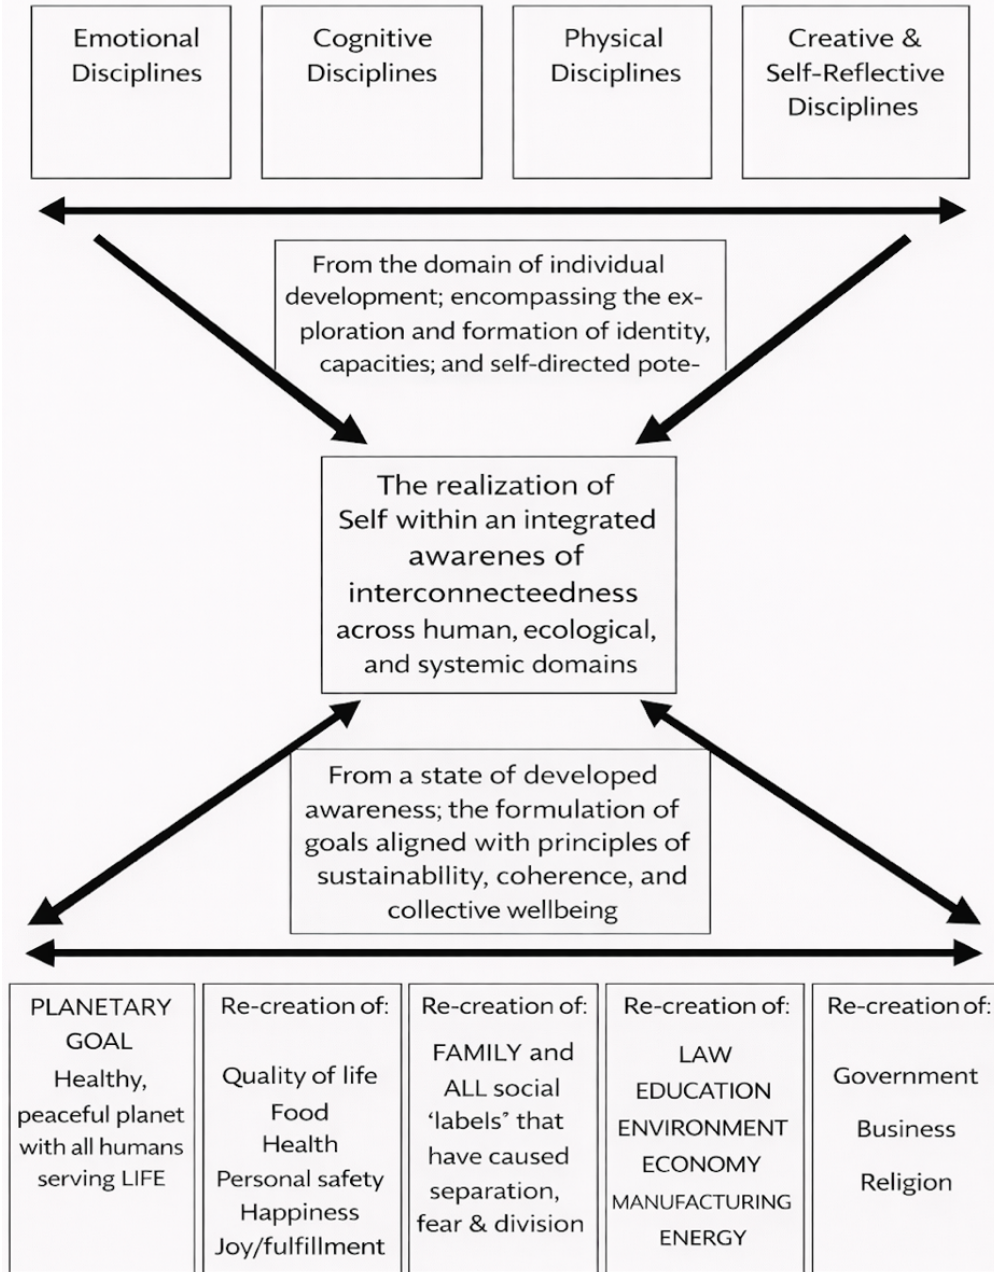 Emotional
Disciplines
Cognitive
Disciplines
Physical
Disciplines
Creative &
Self-Reflective
Disciplines
From the domain of individual
development; encompassing the ex-
ploration and formation of identity,
capacities; and self-directed pote-
The realization of
Self within an integrated
awarenes of
interconnecteedness
across human, ecological,
and systemic domains
From a state of developed
awareness; the formulation of
goals aligned with principles of
sustainability, coherence, and
collective wellbeing
PLANETARY
GOAL
Healthy,
peaceful planet
with all humans
serving LIFE
Re-creation of:
Quality of life
Food
Health
Personal safety
Happiness
Joy/fulfillment
Re-creation of:
FAMILY and
ALL social
‘labels’ that
have caused
separation,
fear & division
Re-creation of:
LAW
EDUCATION
ENVIRONMENT
ECONOMY
MANUFACTURING
ENERGY
Re-creation of:
Government
Business
Religion